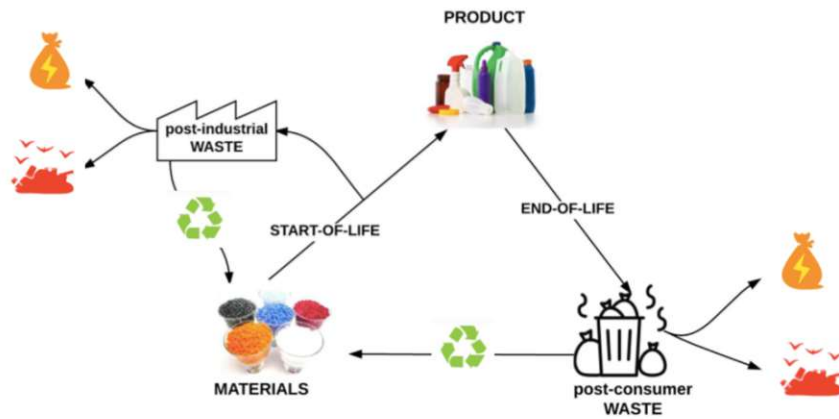 PRODUCT
post-industrial
WASTE
START-OF-LIFE
END-OF-LIFE
MATERIALS
post-consumer
WASTE